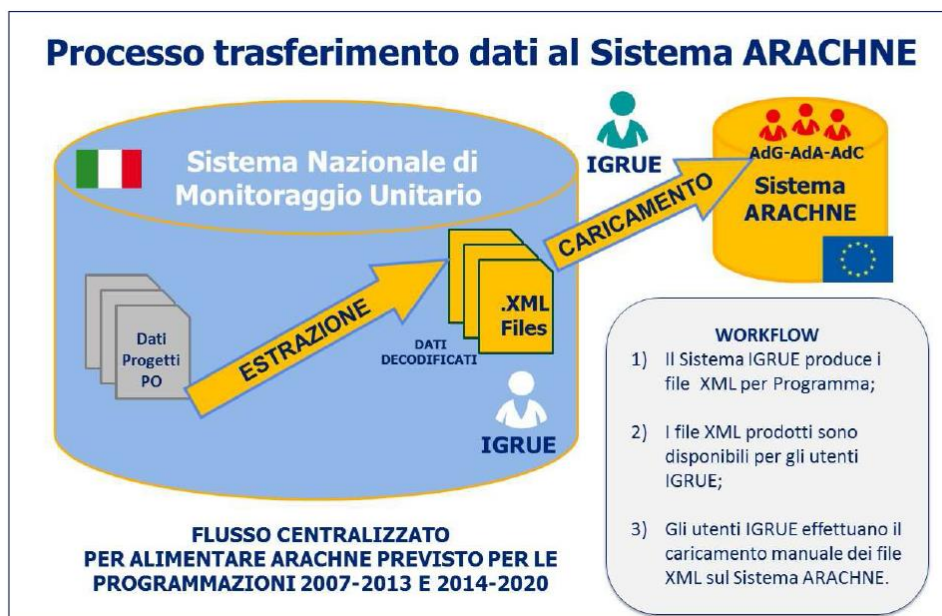 Processo trasferimento dati al Sistema ARACHNE
Sistema Nazionale di
Monitoraggio Unitario
IGRUE
AdG-AdA-AdC
Sistema
ARACHNE
CARICAMENTO
ESTRAZIONE
Dati
Progetti
PO
.XML
Files
DATI
DECODIFICATI
IGRUE
WORKFLOW
1) Il Sistema IGRUE produce i
file XML per Programma;
2) I file XML prodotti sono
disponibili per gli utenti
IGRUE;
3) Gli utenti IGRUE effettuano il
caricamento manuale dei file
XML sul Sistema ARACHNE.
FLUSSO CENTRALIZZATO
PER ALIMENTARE ARACHNE PREVISTO PER LE
PROGRAMMAZIONI 2007-2013 E 2014-2020